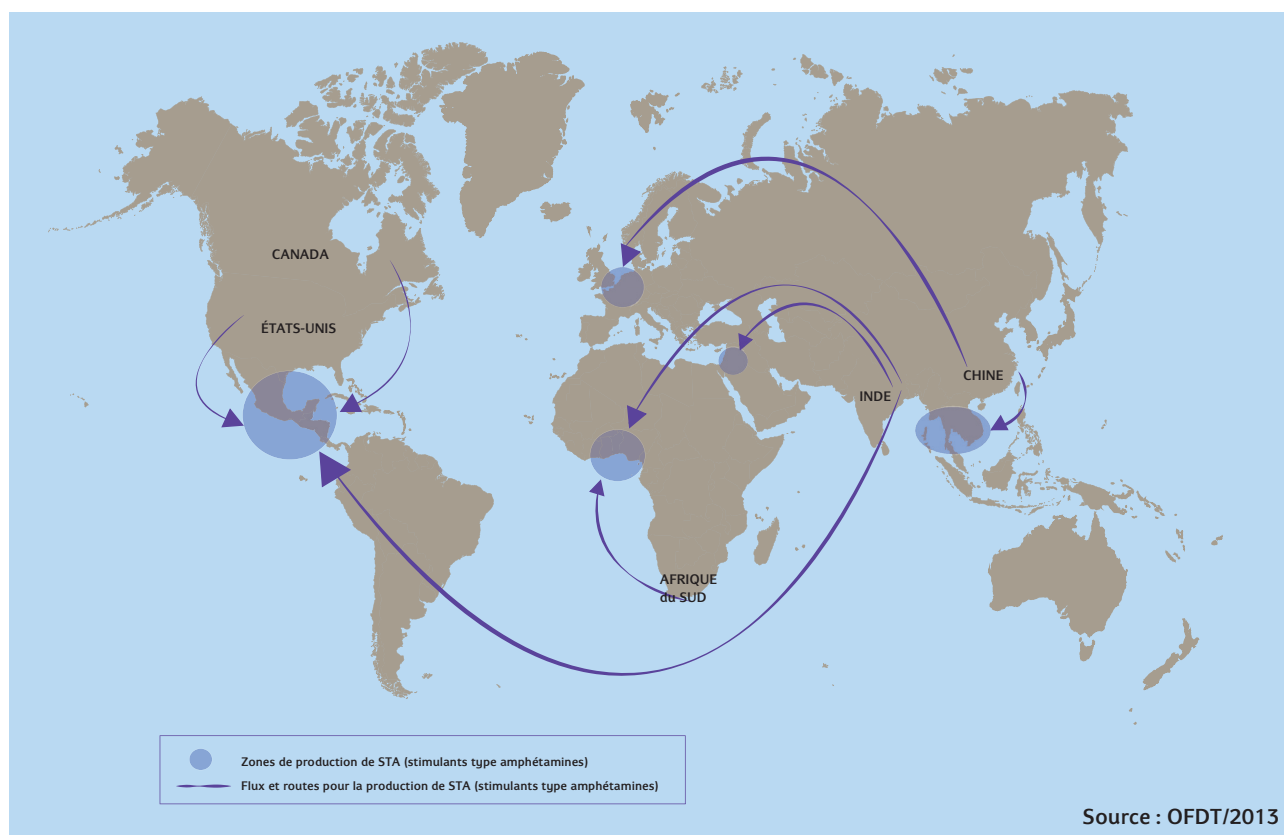 CANADA
ÉTATS-UNIS
CHINE
INDE
AFRIQUE
du SUD
Zones de production de STA (stimulants type amphétamines)
Flux et routes pour la production de STA (stimulants type amphétamines)
Source : OFDT/2013